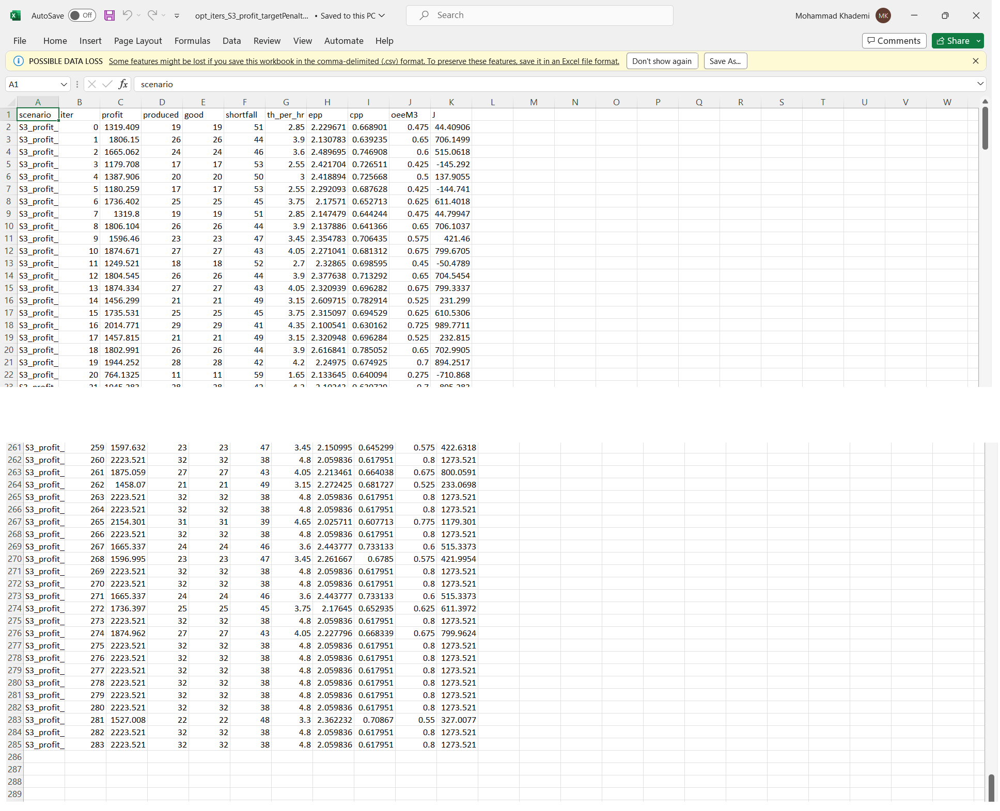 AutoSave Off opt_iters_S3_profit_targetPenalt... • Saved to this PC Search Mohammad Khademi MK
File Home Insert Page Layout Formulas Data Review View Automate Help Comments Share
POSSIBLE DATA LOSS Some features might be lost if you save this workbook in the comma-delimited (.csv) format. To preserve these features, save it in an Excel file format. Don't show again Save As...
A1 fx scenario
A B C D E F G H I J K L M N O P Q R S T U V W
1 scenario iter profit produced good shortfall th_per_hr epp cpp oeeM3 J
2 S3_profit_ 0 1319.409 19 19 51 2.85 2.229671 0.668901 0.475 44.40906
3 S3_profit_ 1 1806.15 26 26 44 3.9 2.130783 0.639235 0.65 706.1499
4 S3_profit_ 2 1665.062 24 24 46 3.6 2.489695 0.746908 0.6 515.0618
5 S3_profit_ 3 1179.708 17 17 53 2.55 2.421704 0.726511 0.425 -145.292
6 S3_profit_ 4 1387.906 20 20 50 3 2.418894 0.725668 0.5 137.9055
7 S3_profit_ 5 1180.259 17 17 53 2.55 2.292093 0.687628 0.425 -144.741
8 S3_profit_ 6 1736.402 25 25 45 3.75 2.17571 0.652713 0.625 611.4018
9 S3_profit_ 7 1319.8 19 19 51 2.85 2.147479 0.644244 0.475 44.79947
10 S3_profit_ 8 1806.104 26 26 44 3.9 2.137886 0.641366 0.65 706.1037
11 S3_profit_ 9 1596.46 23 23 47 3.45 2.354783 0.706435 0.575 421.46
12 S3_profit_ 10 1874.671 27 27 43 4.05 2.271041 0.681312 0.675 799.6705
13 S3_profit_ 11 1249.521 18 18 52 2.7 2.32865 0.698595 0.45 -50.4789
14 S3_profit_ 12 1804.545 26 26 44 3.9 2.377638 0.713292 0.65 704.5454
15 S3_profit_ 13 1874.334 27 27 43 4.05 2.320939 0.696282 0.675 799.3337
16 S3_profit_ 14 1456.299 21 21 49 3.15 2.609715 0.782914 0.525 231.299
17 S3_profit_ 15 1735.531 25 25 45 3.75 2.315097 0.694529 0.625 610.5306
18 S3_profit_ 16 2014.771 29 29 41 4.35 2.100541 0.630162 0.725 989.7711
19 S3_profit_ 17 1457.815 21 21 49 3.15 2.320948 0.696284 0.525 232.815
20 S3_profit_ 18 1802.991 26 26 44 3.9 2.616841 0.785052 0.65 702.9905
21 S3_profit_ 19 1944.252 28 28 42 4.2 2.24975 0.674925 0.7 894.2517
22 S3_profit_ 20 764.1325 11 11 59 1.65 2.133645 0.640094 0.275 -710.868
23 S3_profit_ 21 1945.283 28 28 42 4.2 2.10243 0.630729 0.7 895.283
261 S3_profit_ 259 1597.632 23 23 47 3.45 2.150995 0.645299 0.575 422.6318
262 S3_profit_ 260 2223.521 32 32 38 4.8 2.059836 0.617951 0.8 1273.521
263 S3_profit_ 261 1875.059 27 27 43 4.05 2.213461 0.664038 0.675 800.0591
264 S3_profit_ 262 1458.07 21 21 49 3.15 2.272425 0.681727 0.525 233.0698
265 S3_profit_ 263 2223.521 32 32 38 4.8 2.059836 0.617951 0.8 1273.521
266 S3_profit_ 264 2223.521 32 32 38 4.8 2.059836 0.617951 0.8 1273.521
267 S3_profit_ 265 2154.301 31 31 39 4.65 2.025711 0.607713 0.775 1179.301
268 S3_profit_ 266 2223.521 32 32 38 4.8 2.059836 0.617951 0.8 1273.521
269 S3_profit_ 267 1665.337 24 24 46 3.6 2.443777 0.733133 0.6 515.3373
270 S3_profit_ 268 1596.995 23 23 47 3.45 2.261667 0.6785 0.575 421.9954
271 S3_profit_ 269 2223.521 32 32 38 4.8 2.059836 0.617951 0.8 1273.521
272 S3_profit_ 270 2223.521 32 32 38 4.8 2.059836 0.617951 0.8 1273.521
273 S3_profit_ 271 1665.337 24 24 46 3.6 2.443777 0.733133 0.6 515.3373
274 S3_profit_ 272 1736.397 25 25 45 3.75 2.17645 0.652935 0.625 611.3972
275 S3_profit_ 273 2223.521 32 32 38 4.8 2.059836 0.617951 0.8 1273.521
276 S3_profit_ 274 1874.962 27 27 43 4.05 2.227796 0.668339 0.675 799.9624
277 S3_profit_ 275 2223.521 32 32 38 4.8 2.059836 0.617951 0.8 1273.521
278 S3_profit_ 276 2223.521 32 32 38 4.8 2.059836 0.617951 0.8 1273.521
279 S3_profit_ 277 2223.521 32 32 38 4.8 2.059836 0.617951 0.8 1273.521
280 S3_profit_ 278 2223.521 32 32 38 4.8 2.059836 0.617951 0.8 1273.521
281 S3_profit_ 279 2223.521 32 32 38 4.8 2.059836 0.617951 0.8 1273.521
282 S3_profit_ 280 2223.521 32 32 38 4.8 2.059836 0.617951 0.8 1273.521
283 S3_profit_ 281 1527.008 22 22 48 3.3 2.362232 0.70867 0.55 327.0077
284 S3_profit_ 282 2223.521 32 32 38 4.8 2.059836 0.617951 0.8 1273.521
285 S3_profit_ 283 2223.521 32 32 38 4.8 2.059836 0.617951 0.8 1273.521
286
287
288
289